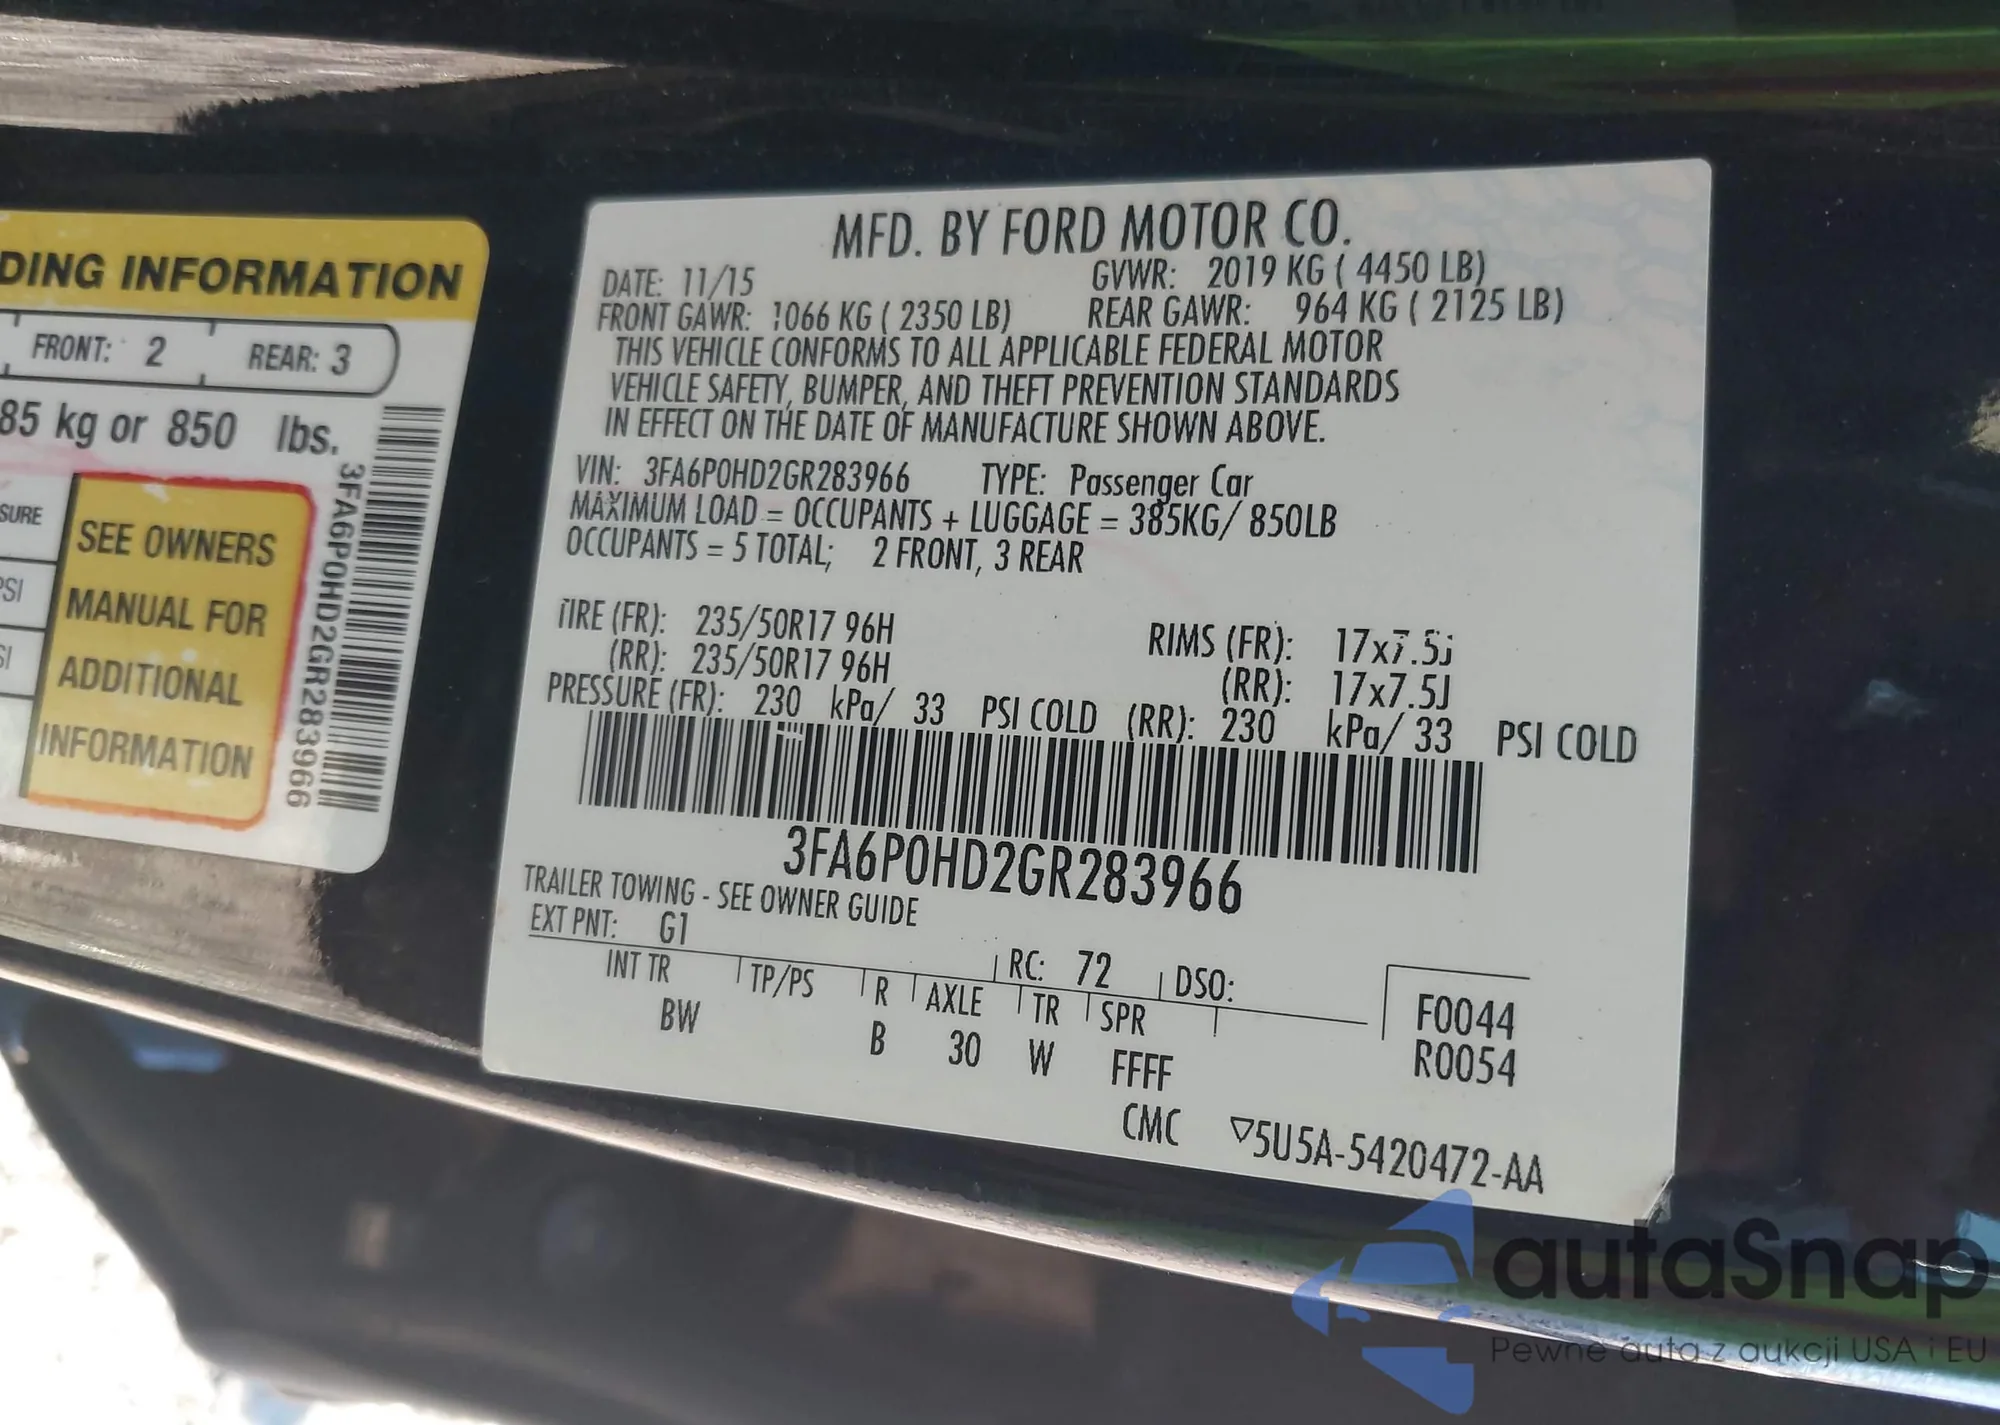 DING INFORMATION
FRONT: 2 REAR: 3
85 kg or 850 lbs.
SURE
PSI
SI
SEE OWNERS
MANUAL FOR
ADDITIONAL
INFORMATION
3FA6P0HD2GR283966
MFD. BY FORD MOTOR CO.
DATE: 11/15 GVWR: 2019 KG ( 4450 LB)
FRONT GAWR: 1066 KG ( 2350 LB) REAR GAWR: 964 KG ( 2125 LB)
THIS VEHICLE CONFORMS TO ALL APPLICABLE FEDERAL MOTOR
VEHICLE SAFETY, BUMPER, AND THEFT PREVENTION STANDARDS
IN EFFECT ON THE DATE OF MANUFACTURE SHOWN ABOVE.
VIN: 3FA6P0HD2GR283966 TYPE: Passenger Car
MAXIMUM LOAD = OCCUPANTS + LUGGAGE = 385KG/ 850LB
OCCUPANTS = 5 TOTAL; 2 FRONT, 3 REAR
TIRE (FR): 235/50R17 96H RIMS (FR): 17x7.5J
(RR): 235/50R17 96H (RR): 17x7.5J
PRESSURE (FR): 230 kPa/ 33 PSI COLD (RR): 230 kPa/ 33 PSI COLD
3FA6P0HD2GR283966
TRAILER TOWING - SEE OWNER GUIDE
EXT PNT: G1 RC: 72 DSO:
INT TR TP/PS R AXLE TR SPR F0044
BW B 30 W FFFF R0054
CMC ▽5U5A-5420472-AA
autaSnap
Pewne auta z aukcji USA i EU